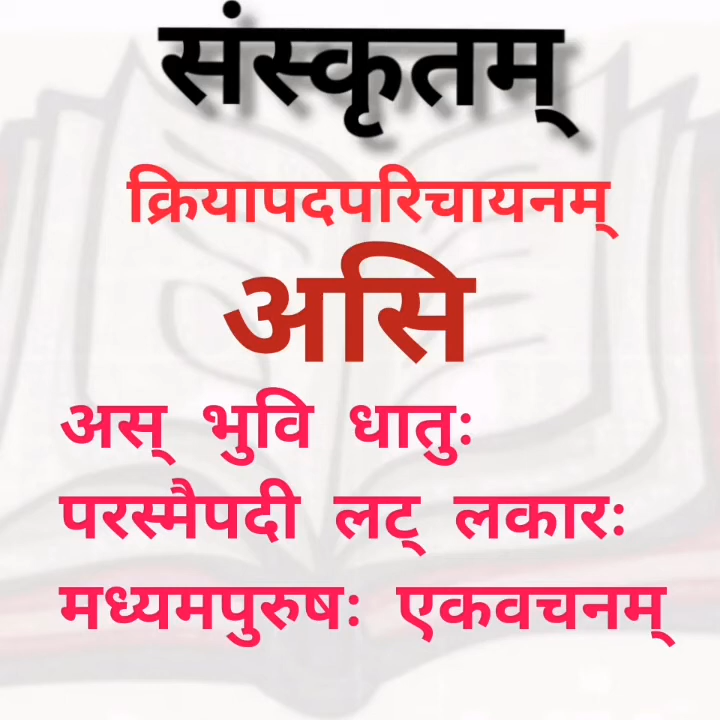 संस्कृतम्
क्रियापदपरिचायनम्
असि
अस् भुवि धातुः
परस्मैपदी लट् लकारः
मध्यमपुरुषः एकवचनम्